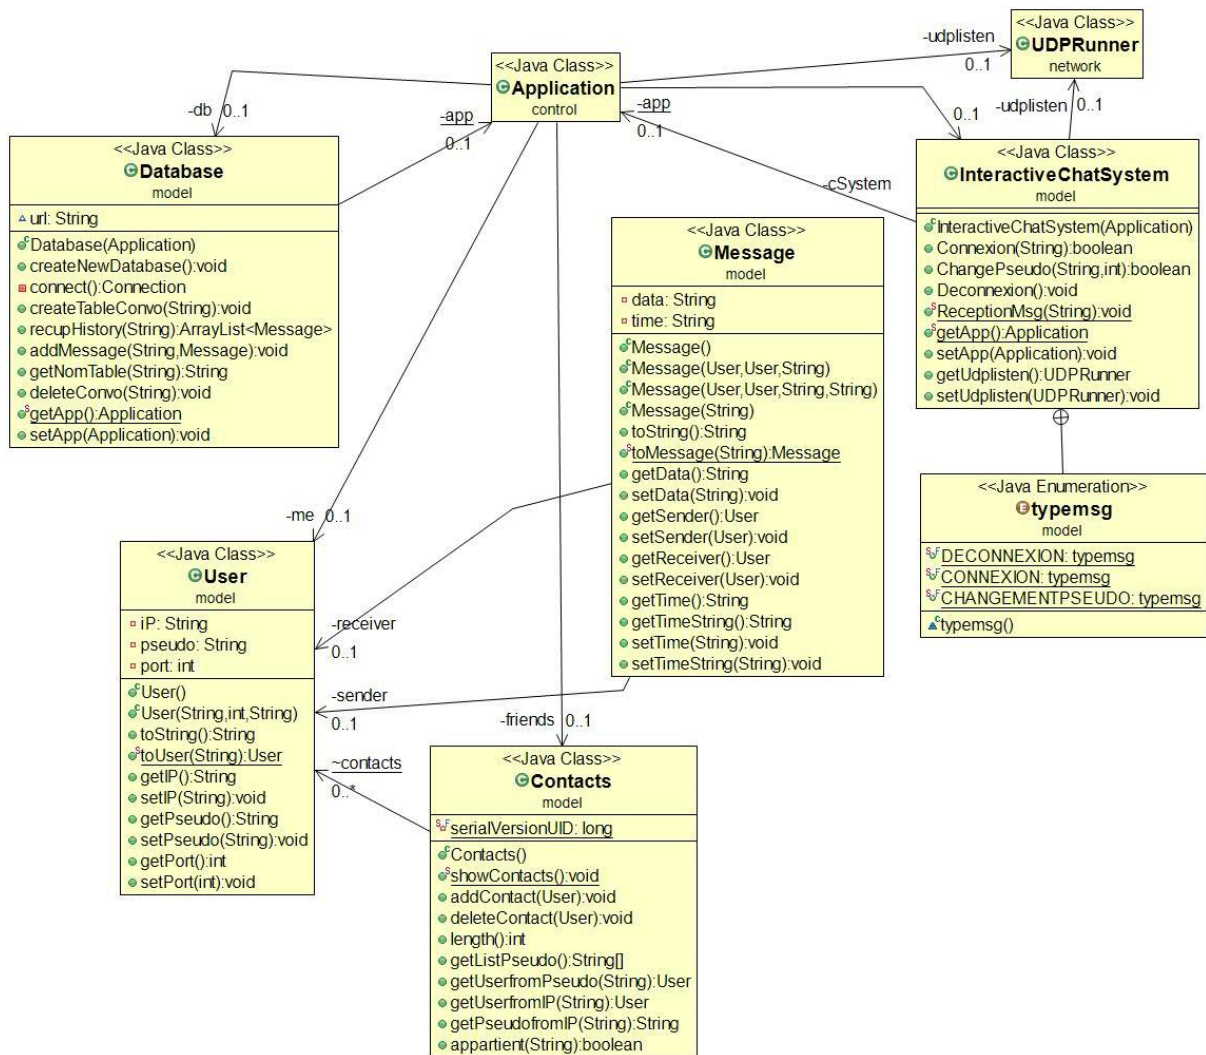 <<Java Class>>
UDPRunner
network
-udplisten
0..1
<<Java Class>>
Application
control
-db 0..1
-app
0..1
-app
0..1
0..1
-udplisten
0..1
-cSystem
<<Java Class>>
Database
model
url: String
Database(Application)
createNewDatabase():void
connect():Connection
createTableConvo(String):void
recupHistory(String):ArrayList<Message>
addMessage(String,Message):void
getNomTable(String):String
deleteConvo(String):void
getApp():Application
setApp(Application):void
<<Java Class>>
InteractiveChatSystem
model
InteractiveChatSystem(Application)
Connexion(String):boolean
ChangePseudo(String,int):boolean
Deconnexion():void
ReceptionMsg(String):void
getApp():Application
setApp(Application):void
getUdplisten():UDPRunner
setUdplisten(UDPRunner):void
<<Java Class>>
Message
model
data: String
time: String
Message()
Message(User,User,String)
Message(User,User,String,String)
Message(String)
toString():String
toMessage(String):Message
getData():String
setData(String):void
getSender():User
setSender(User):void
getReceiver():User
setReceiver(User):void
getTime():String
getTimeString():String
setTime(String):void
setTimeString(String):void
<<Java Enumeration>>
typemsg
model
DECONNEXION: typemsg
CONNEXION: typemsg
CHANGEMENTPSEUDO: typemsg
typemsg()
-me 0..1
<<Java Class>>
User
model
iP: String
pseudo: String
port: int
User()
User(String,int,String)
toString():String
toUser(String):User
getIP():String
setIP(String):void
getPseudo():String
setPseudo(String):void
getPort():int
setPort(int):void
-receiver
0..1
-sender
0..1
~contacts
0..*
-friends 0..1
<<Java Class>>
Contacts
model
serialVersionUID: long
Contacts()
showContacts():void
addContact(User):void
deleteContact(User):void
length():int
getListPseudo():String[]
getUserfromPseudo(String):User
getUserfromIP(String):User
getPseudofromIP(String):String
appartient(String):boolean